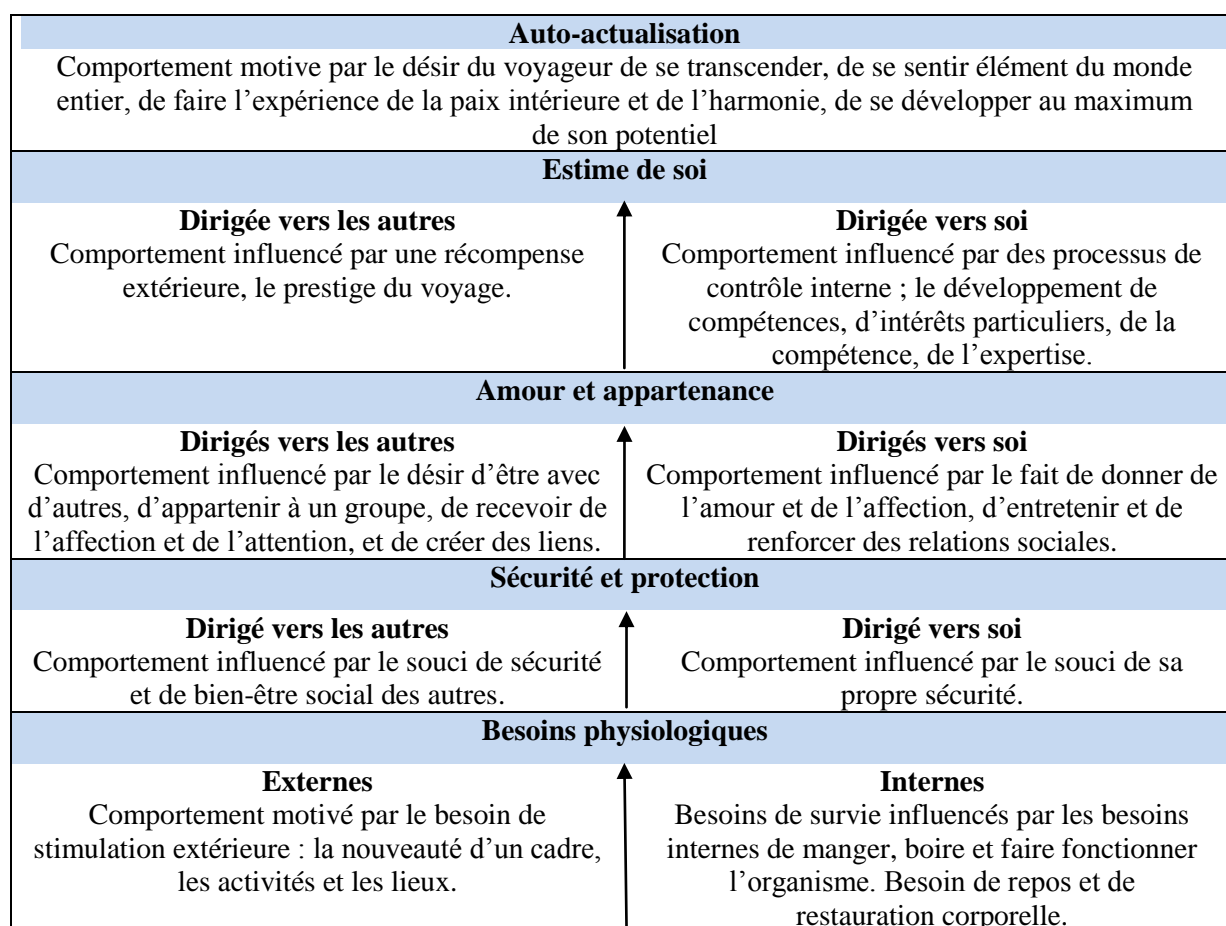 Auto-actualisation
Comportement motive par le désir du voyageur de se transcender, de se sentir élément du monde
entier, de faire l’expérience de la paix intérieure et de l’harmonie, de se développer au maximum
de son potentiel
Estime de soi
Dirigée vers les autres
Comportement influencé par une récompense
extérieure, le prestige du voyage.
Dirigée vers soi
Comportement influencé par des processus de
contrôle interne ; le développement de
compétences, d’intérêts particuliers, de la
compétence, de l’expertise.
Amour et appartenance
Dirigés vers les autres
Comportement influencé par le désir d’être avec
d’autres, d’appartenir à un groupe, de recevoir de
l’affection et de l’attention, et de créer des liens.
Dirigés vers soi
Comportement influencé par le fait de donner de
l’amour et de l’affection, d’entretenir et de
renforcer des relations sociales.
Sécurité et protection
Dirigé vers les autres
Comportement influencé par le souci de sécurité
et de bien-être social des autres.
Dirigé vers soi
Comportement influencé par le souci de sa
propre sécurité.
Besoins physiologiques
Externes
Comportement motivé par le besoin de
stimulation extérieure : la nouveauté d’un cadre,
les activités et les lieux.
Internes
Besoins de survie influencés par les besoins
internes de manger, boire et faire fonctionner
l’organisme. Besoin de repos et de
restauration corporelle.